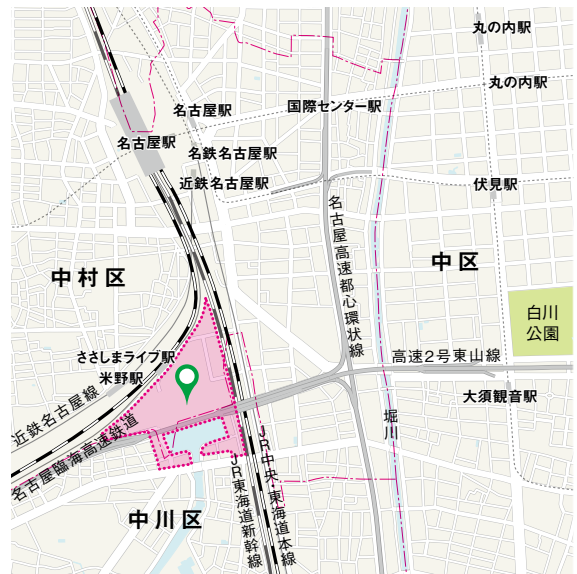 丸の内駅
丸の内駅
国際センター駅
名古屋駅
名古屋駅
名鉄名古屋駅
近鉄名古屋駅
伏見駅
名古屋高速都心環状線
中村区
中区
白川
公園
ささしまライブ駅
米野駅
高速2号東山線
大須観音駅
近鉄名古屋線
名古屋臨海高速鉄道
堀川
JR中央・東海道本線
JR東海道新幹線
中川区